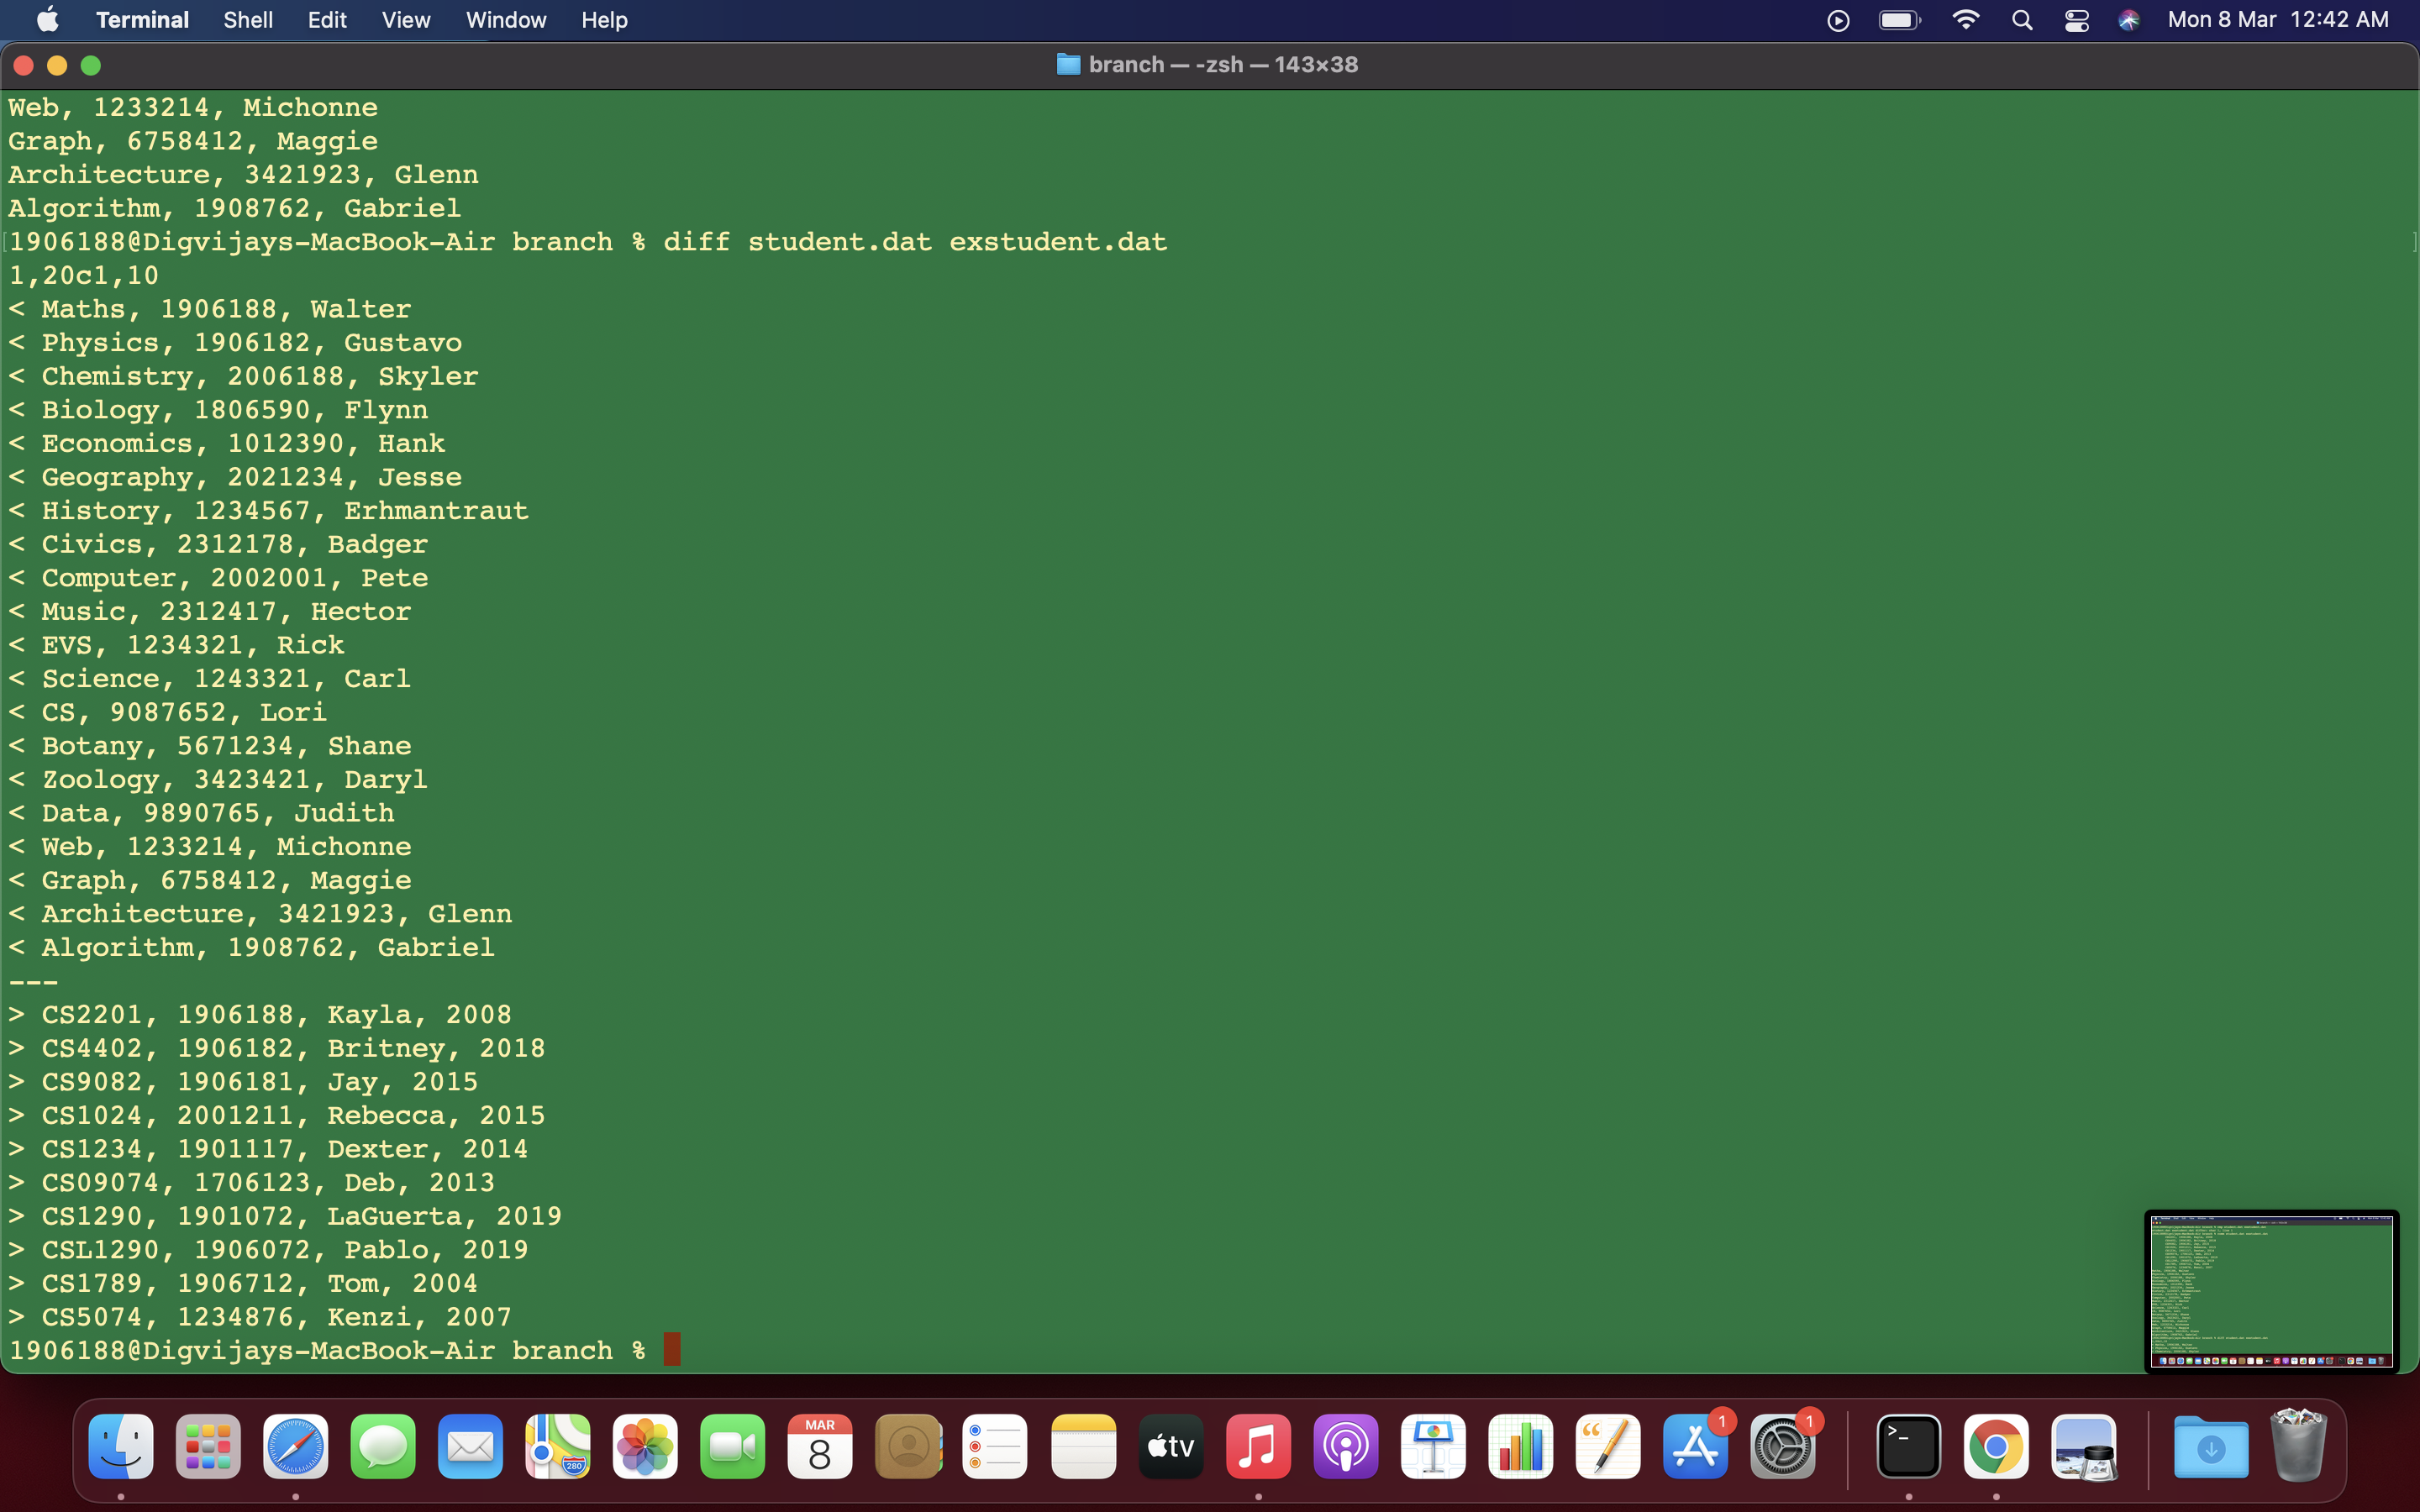 Terminal Shell Edit View Window Help Mon 8 Mar 12:42 AM
branch — -zsh — 143×38
Web, 1233214, Michonne
Graph, 6758412, Maggie
Architecture, 3421923, Glenn
Algorithm, 1908762, Gabriel
[1906188@Digvijays-MacBook-Air branch % diff student.dat exstudent.dat ]
1,20c1,10
< Maths, 1906188, Walter
< Physics, 1906182, Gustavo
< Chemistry, 2006188, Skyler
< Biology, 1806590, Flynn
< Economics, 1012390, Hank
< Geography, 2021234, Jesse
< History, 1234567, Erhmantraut
< Civics, 2312178, Badger
< Computer, 2002001, Pete
< Music, 2312417, Hector
< EVS, 1234321, Rick
< Science, 1243321, Carl
< CS, 9087652, Lori
< Botany, 5671234, Shane
< Zoology, 3423421, Daryl
< Data, 9890765, Judith
< Web, 1233214, Michonne
< Graph, 6758412, Maggie
< Architecture, 3421923, Glenn
< Algorithm, 1908762, Gabriel
---
> CS2201, 1906188, Kayla, 2008
> CS4402, 1906182, Britney, 2018
> CS9082, 1906181, Jay, 2015
> CS1024, 2001211, Rebecca, 2015
> CS1234, 1901117, Dexter, 2014
> CS09074, 1706123, Deb, 2013
> CS1290, 1901072, LaGuerta, 2019
> CSL1290, 1906072, Pablo, 2019
> CS1789, 1906712, Tom, 2004
> CS5074, 1234876, Kenzi, 2007
1906188@Digvijays-MacBook-Air branch %
280 MAR 8 tv 1 1 >_